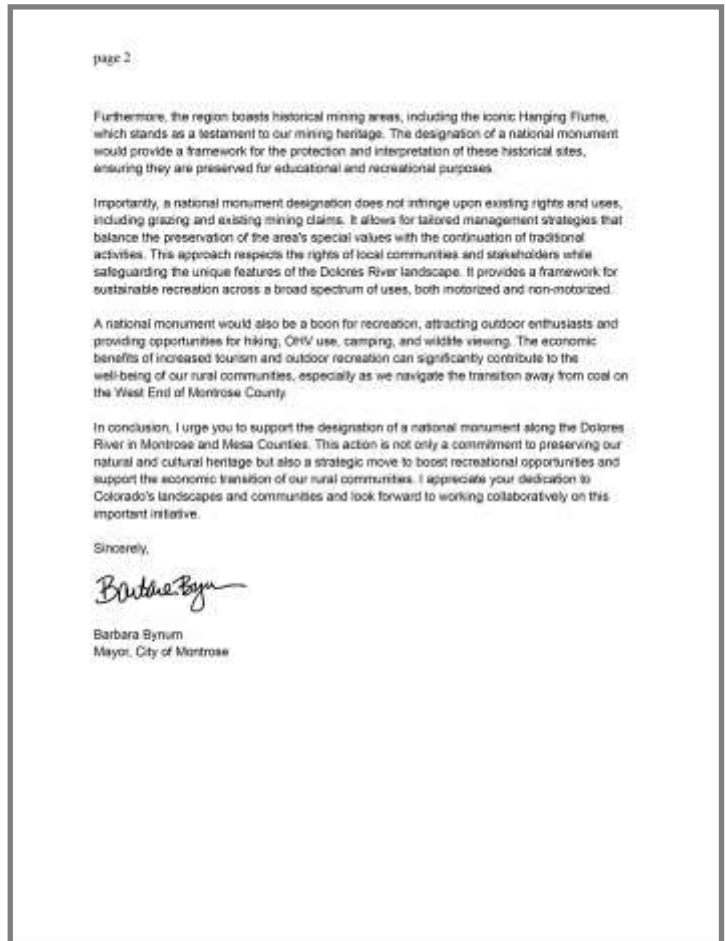 page 2
Furthermore, the region boasts historical mining areas, including the iconic Hanging Flume,
which stands as a testament to our mining heritage. The designation of a national monument
would provide a framework for the protection and interpretation of these historical sites,
ensuring they are preserved for educational and recreational purposes.
Importantly, a national monument designation does not infringe upon existing rights and uses,
including grazing and existing mining claims. It allows for tailored management strategies that
balance the preservation of the area's special values with the continuation of traditional
activities. This approach respects the rights of local communities and stakeholders while
safeguarding the unique features of the Dolores River landscape. It provides a framework for
sustainable recreation across a broad spectrum of uses, both motorized and non-motorized.
A national monument would also be a boon for recreation, attracting outdoor enthusiasts and
providing opportunities for hiking, OHV use, camping, and wildlife viewing. The economic
benefits of increased tourism and outdoor recreation can significantly contribute to the
well-being of our rural communities, especially as we navigate the transition away from coal on
the West End of Montrose County.
In conclusion, I urge you to support the designation of a national monument along the Dolores
River in Montrose and Mesa Counties. This action is not only a commitment to preserving our
natural and cultural heritage but also a strategic move to boost recreational opportunities and
support the economic transition of our rural communities. I appreciate your dedication to
Colorado's landscapes and communities and look forward to working collaboratively on this
important initiative.
Sincerely,
Barbara Bynum
Barbara Bynum
Mayor, City of Montrose